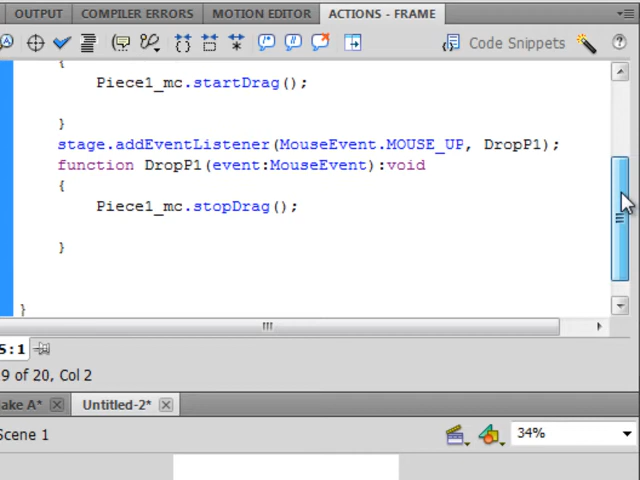 OUTPUT COMPILER ERRORS MOTION EDITOR ACTIONS - FRAME
Code Snippets
{
Piece1_mc.startDrag();
}
stage.addEventListener(MouseEvent.MOUSE_UP, DropP1);
function DropP1(event:MouseEvent):void
{
Piece1_mc.stopDrag();
}
}
5:1
9 of 20, Col 2
ake A* Untitled-2*
Scene 1 34%